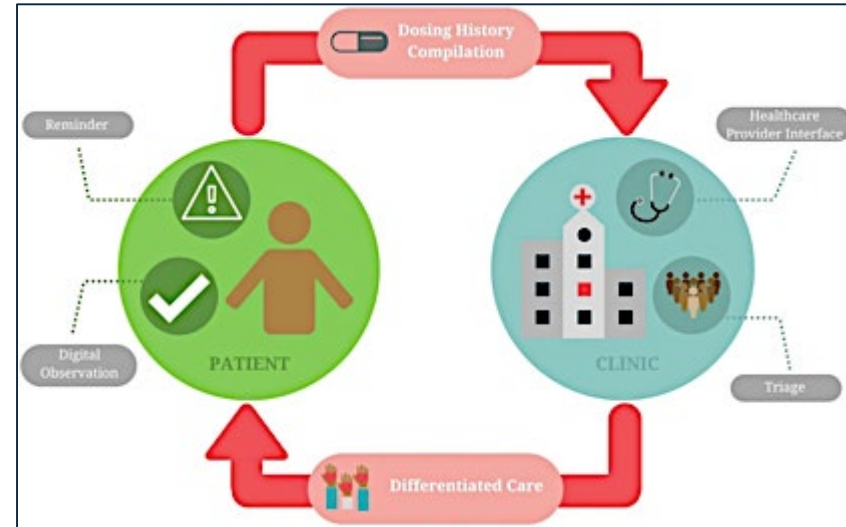 Dosing History
Compilation
Reminder
Healthcare
Provider Interface
PATIENT
CLINIC
Digital
Observation
Triage
Differentiated Care